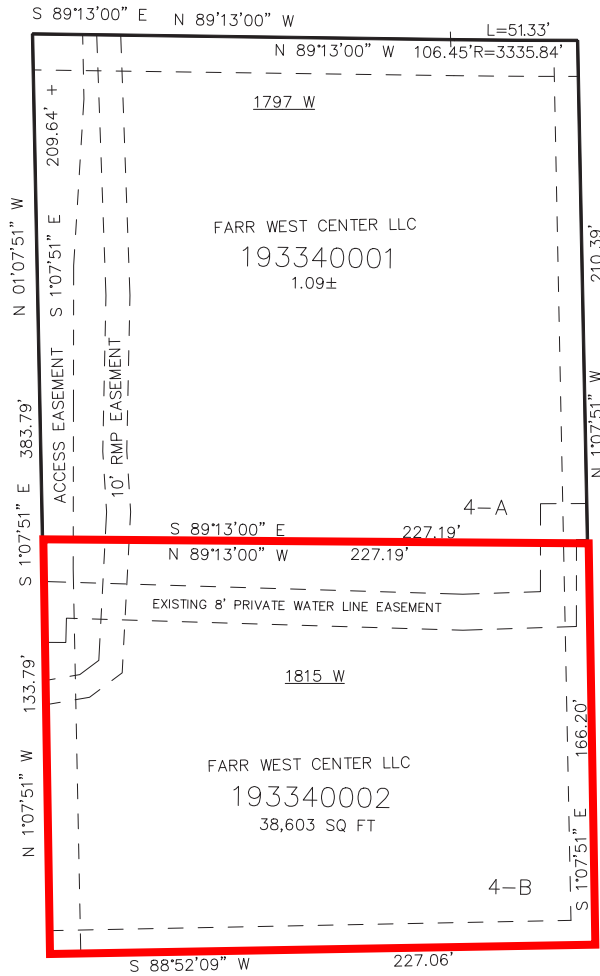 S 89°13'00" E
N 89°13'00" W
L=51.33'
N 89°13'00" W
106.45'
R=3335.84'
1797 W
209.64' +
S 1°07'51" E
N 01°07'51" W
FARR WEST CENTER LLC
193340001
1.09±
210.39'
N 1°07'51" W
ACCESS EASEMENT
10' RMP EASEMENT
383.79'
S 1°07'51" E
4-A
S 89°13'00" E
227.19'
N 89°13'00" W
227.19'
EXISTING 8' PRIVATE WATER LINE EASEMENT
1815 W
133.79'
N 1°07'51" W
166.20'
S 1°07'51" E
FARR WEST CENTER LLC
193340002
38,603 SQ FT
4-B
S 88°52'09" W
227.06'